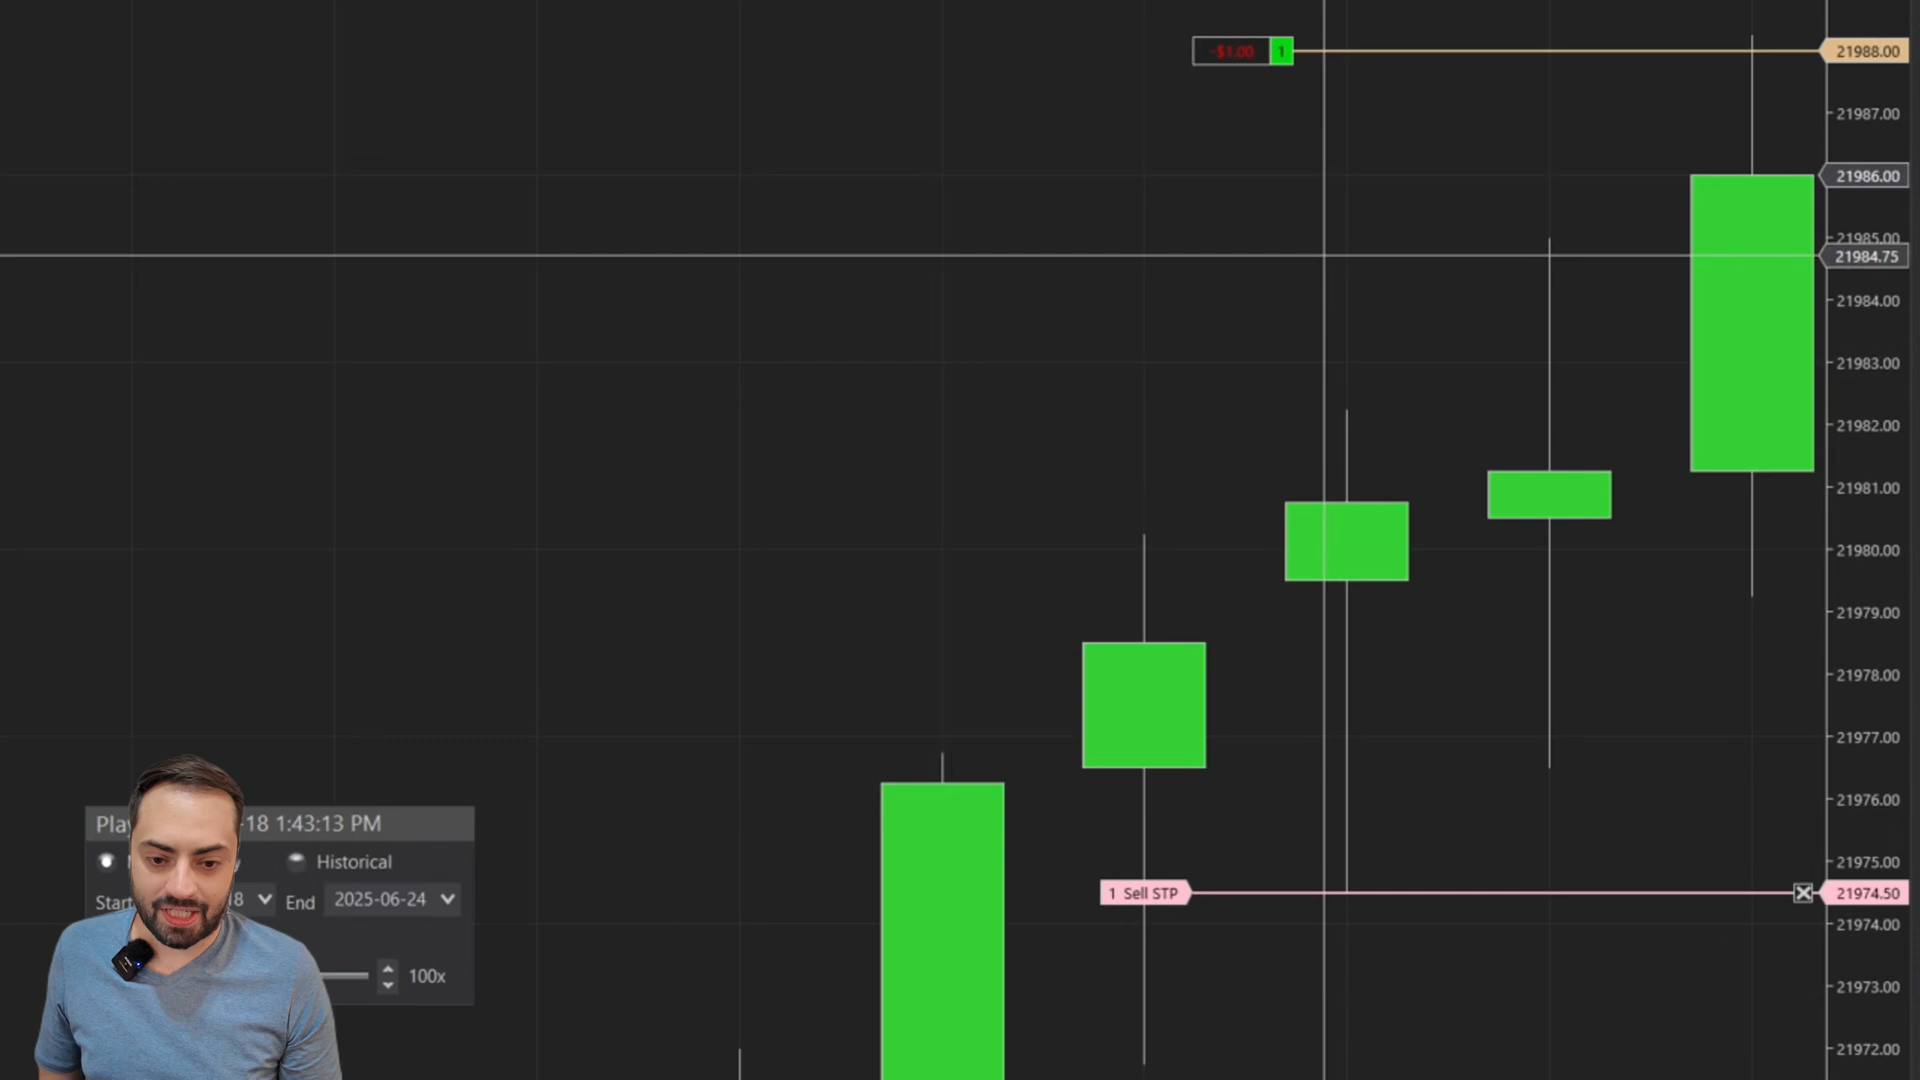 -$1.00 1 21988.00
21987.00
21986.00
21985.00
21984.75
21984.00
21983.00
21982.00
21981.00
21980.00
21979.00
21978.00
21977.00
21976.00
21975.00
1 Sell STP 21974.50
21974.00
21973.00
21972.00
Pla -18 1:43:13 PM
Historical
Start 8 End 2025-06-24
100x